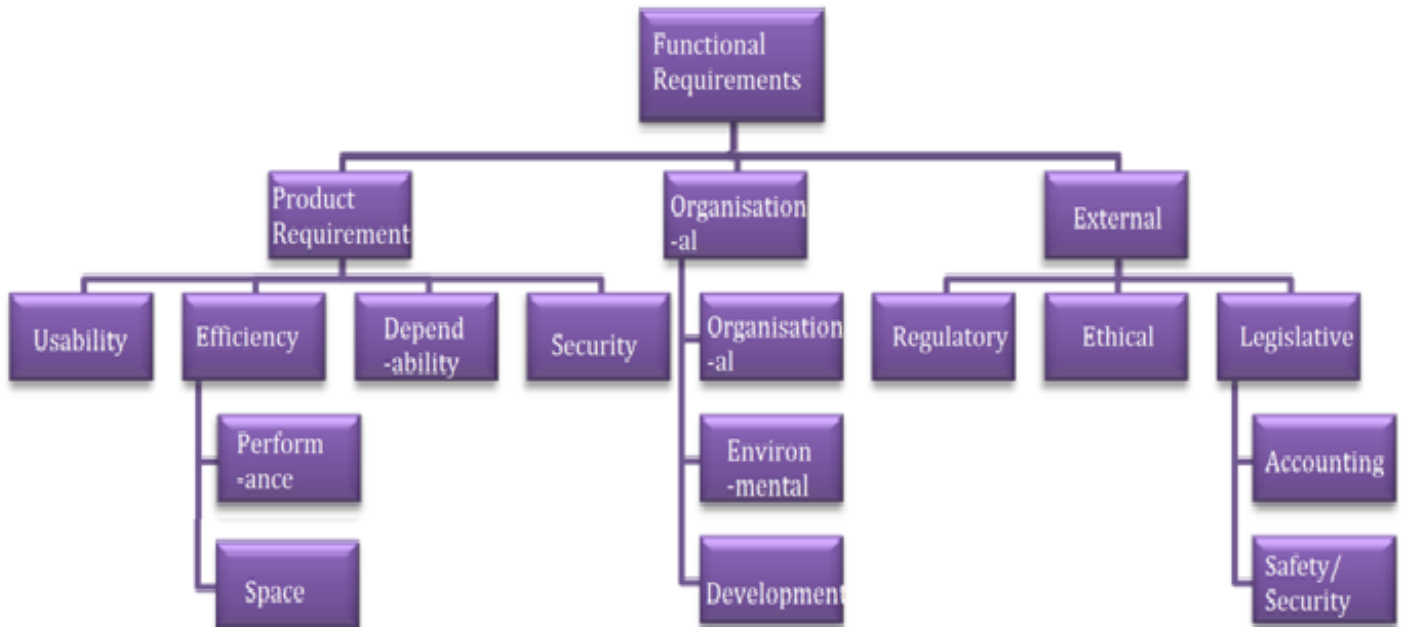 Functional
Requirements
Product
Requirement
Organisation
-al
External
Usability
Efficiency
Depend
-ability
Security
Organisation
-al
Regulatory
Ethical
Legislative
Perform
-ance
Environ
-mental
Accounting
Space
Development
Safety/
Security